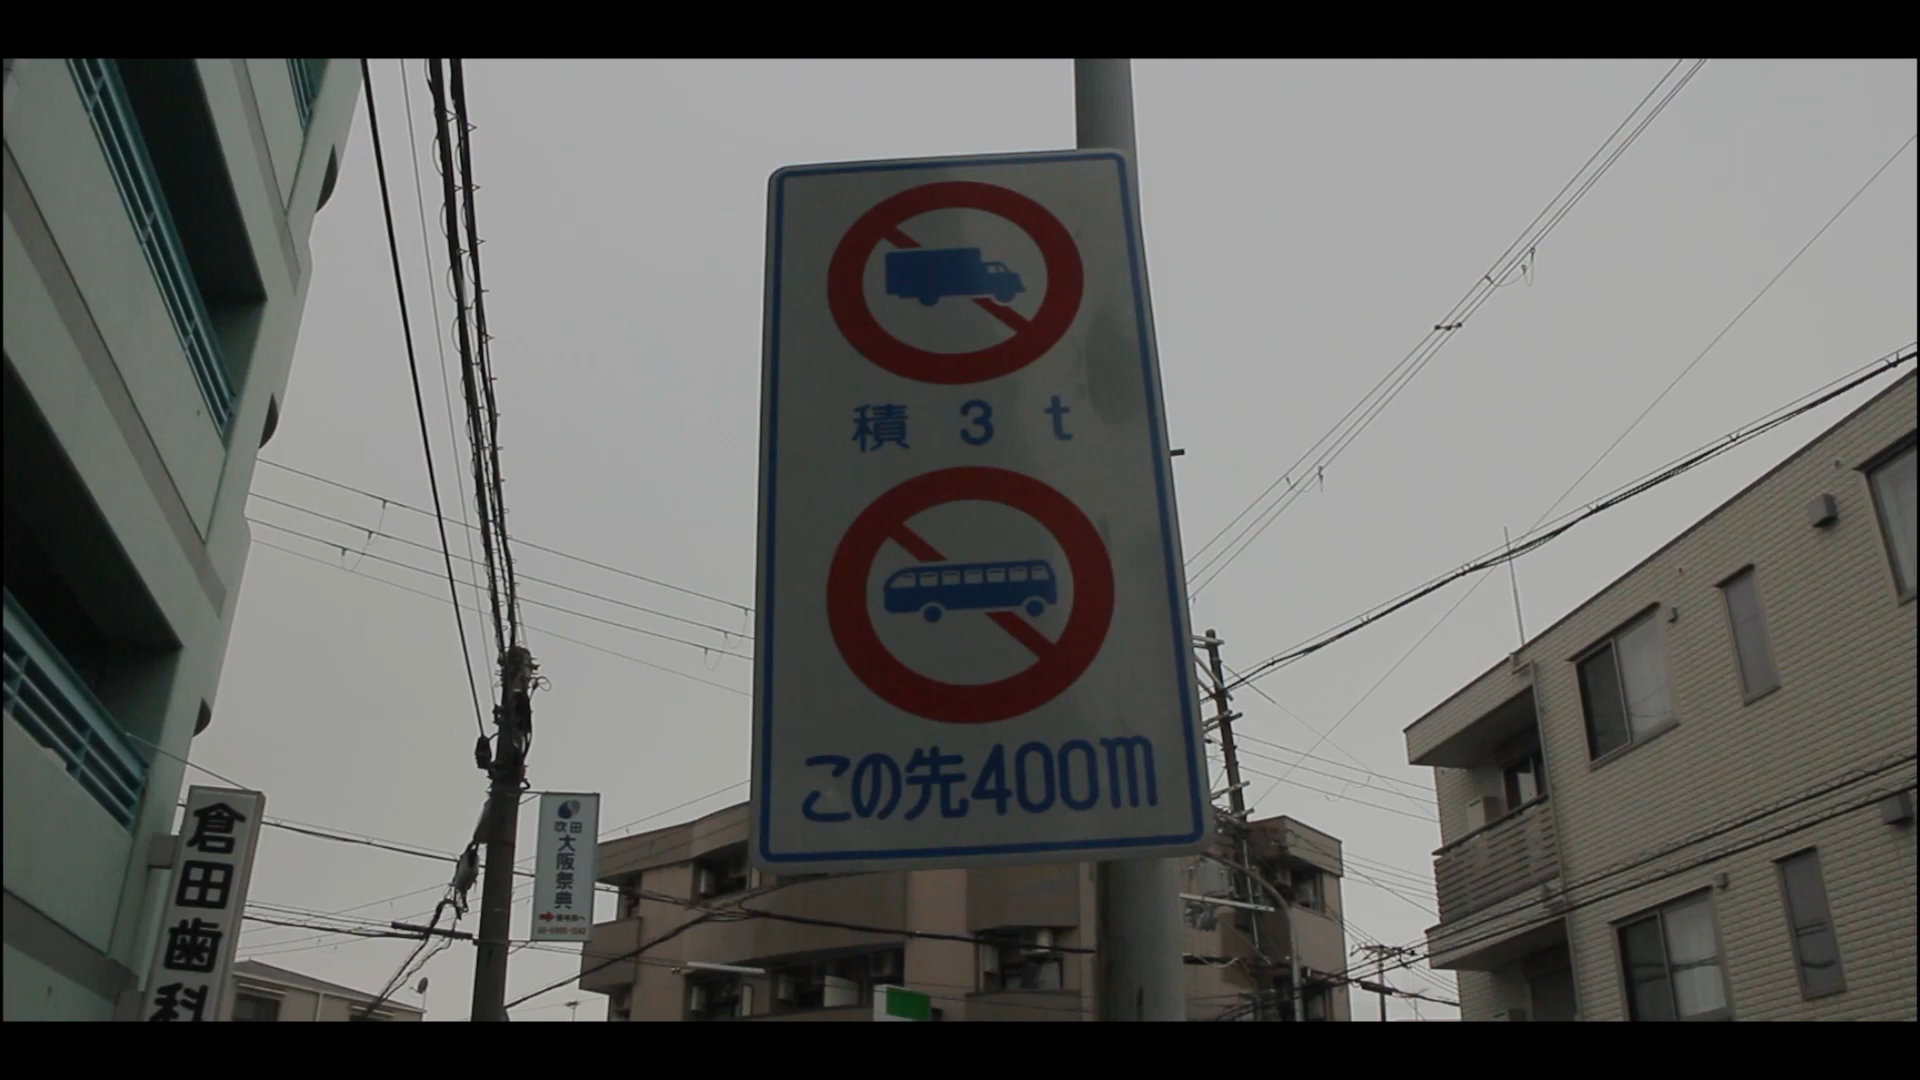 積 3 t
この先400m
倉田歯科
吹田
大阪祭典